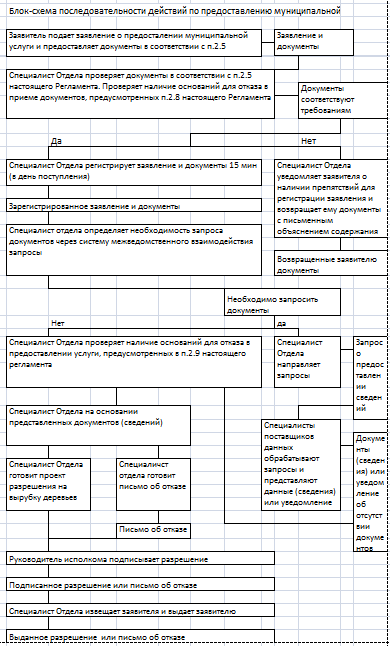 Блок-схема последовательности действий по предоставлению муниципальной
Заявитель подает заявление о предосталении муниципальной
услуги и предоставляет документы в соответствии с п.2.5
Заявление и
документы
Специалист Отдела проверяет документы в соответствии с п.2.5
настоящего Регламента. Проверяет наличие оснований для отказа в
приеме документов, предусмотренных п.2.8 настоящего Регламента
Документы
соответствуют
требованиям
Да
Нет
Специалист Отдела регистрирует заявление и документы 15 мин
(в день поступления)
Специалист Отдела
уведомляет заявителя о
наличии препятствий для
регистрации заявления и
возвращает ему документы
с письменным
объяснением содержания
Зарегистрированное заявление и документы
Специалист отдела определяет необходимость запроса
документов через систему межведомственного взаимодействия
запросы
Возвращенные заявителю
документы
Необходимо запросить
документы
Нет
да
Специалист Отдела проверяет наличие оснований для отказа в
предоставлении услуги, предусмотренных в п.2.9 настоящего
регламента
Специалист
Отдела
направляет
запросы
Запрос
о
предос
тавлен
ии
сведен
ий
Специалист Отдела на основании
представленных документов (сведений)
Специалисты
поставщиков
данных
обрабатывают
запросы и
представляют
данные (сведения)
или уведомление
Докуме
нты
(сведен
ия) или
уведом
ление
об
отсутст
вии
докуме
нтов
Специалист Отдела
готовит проект
разрешения на
вырубку деревьев
Специаличст
отдела готовит
письмо об отказе
Письмо об отказе
Руководитель исполкома подписывает разрешение
Подписанное разрешение или письмо об отказе
Специалист Отдела извещает заявителя и выдает заявителю
Выданное разрешение или письмо об отказе